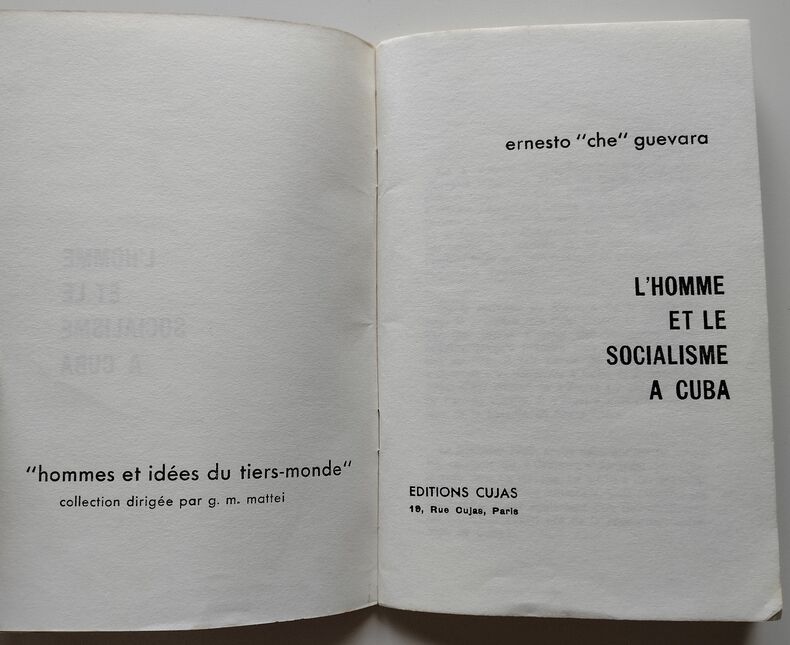 "hommes et idées du tiers-monde"
collection dirigée par g. m. mattei
ernesto "che" guevara
L'HOMME
ET LE
SOCIALISME
A CUBA
EDITIONS CUJAS
19, Rue Cujas, Paris